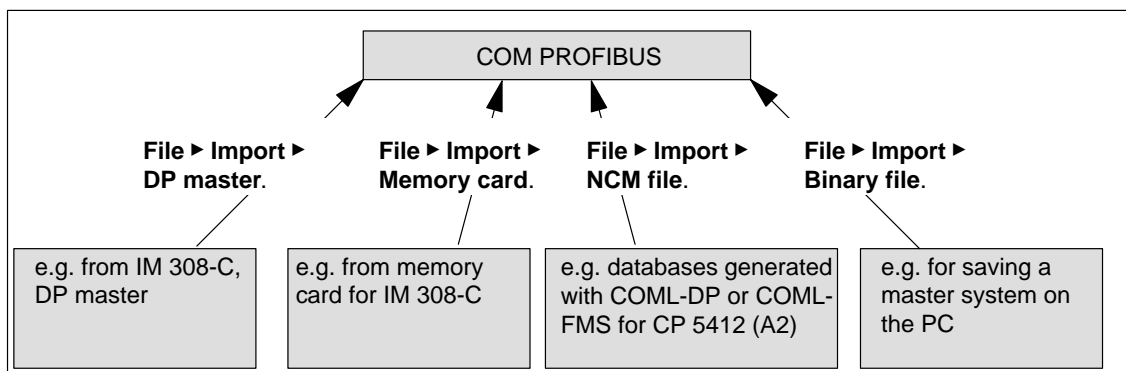 COM PROFIBUS
File ► Import ►
DP master.
File ► Import ►
Memory card.
File ► Import ►
NCM file.
File ► Import ►
Binary file.
e.g. from IM 308-C,
DP master
e.g. from memory
card for IM 308-C
e.g. databases generated
with COML-DP or COML-
FMS for CP 5412 (A2)
e.g. for saving a
master system on
the PC